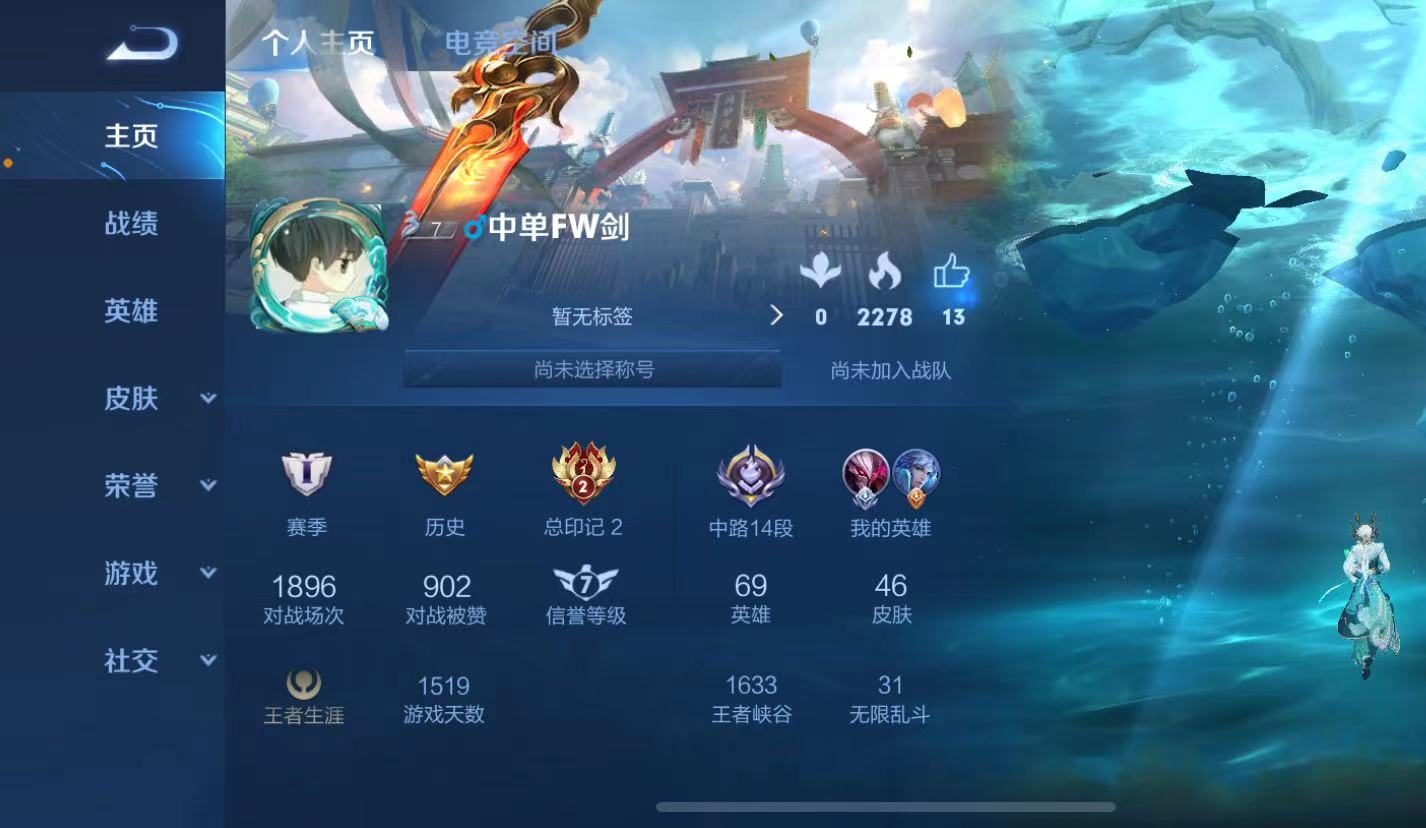 个人主页
电竞空间
主页
战绩
英雄
皮肤
荣誉
游戏
社交
7
中单FW剑
暂无标签
0
2278
13
尚未选择称号
尚未加入战队
I
1
2
赛季
历史
总印记 2
中路14段
我的英雄
1896
902
7
69
46
对战场次
对战被赞
信誉等级
英雄
皮肤
1519
1633
31
王者生涯
游戏天数
王者峡谷
无限乱斗